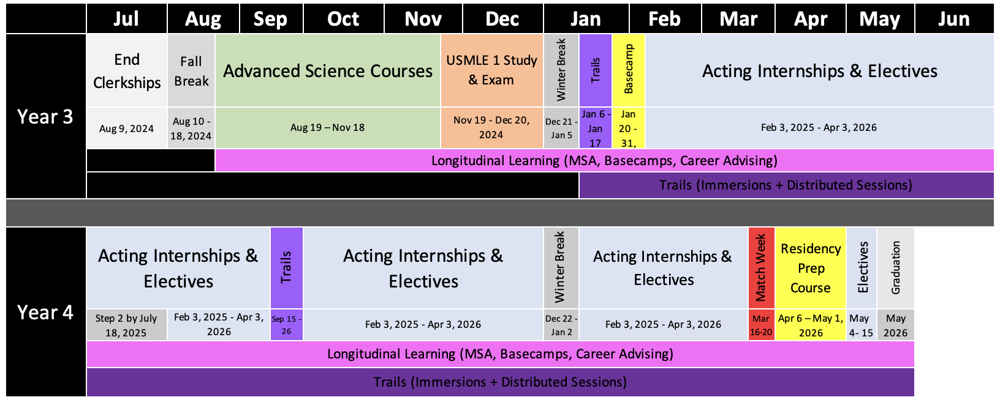 Jul Aug Sep Oct Nov Dec Jan Feb Mar Apr May Jun
Year 3
End
Clerkships
Fall
Break
Advanced Science Courses
USMLE 1 Study
& Exam
Winter Break
Trails
Basecamp
Acting Internships & Electives
Aug 9, 2024
Aug 10 -
18, 2024
Aug 19 – Nov 18
Nov 19 - Dec 20,
2024
Dec 21 -
Jan 5
Jan 6 -
Jan
17
Jan
20 -
31,
Feb 3, 2025 - Apr 3, 2026
Longitudinal Learning (MSA, Basecamps, Career Advising)
Trails (Immersions + Distributed Sessions)
Year 4
Acting Internships &
Electives
Trails
Acting Internships &
Electives
Winter Break
Acting Internships &
Electives
Match Week
Residency
Prep
Course
Electives
Graduation
Step 2 by July
18, 2025
Feb 3, 2025 - Apr 3,
2026
Sep 15 -
26
Feb 3, 2025 - Apr 3, 2026
Dec 22 -
Jan 2
Feb 3, 2025 - Apr 3, 2026
Mar
16-20
Apr 6 – May 1,
2026
May
4- 15
May
2026
Longitudinal Learning (MSA, Basecamps, Career Advising)
Trails (Immersions + Distributed Sessions)